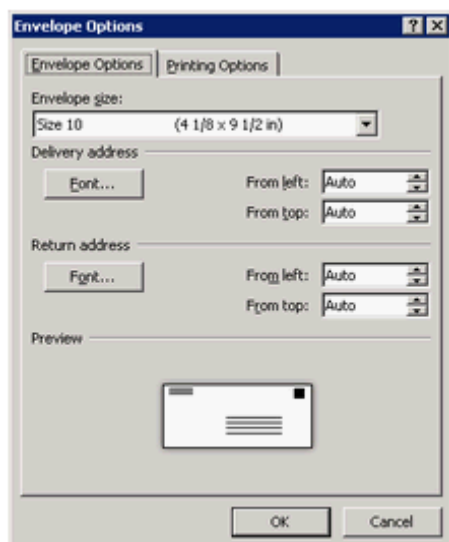 Envelope Options
Envelope Options Printing Options
Envelope size:
Size 10 (4 1/8 x 9 1/2 in)
Delivery address
Font... From left: Auto
From top: Auto
Return address
Font... From left: Auto
From top: Auto
Preview
OK Cancel